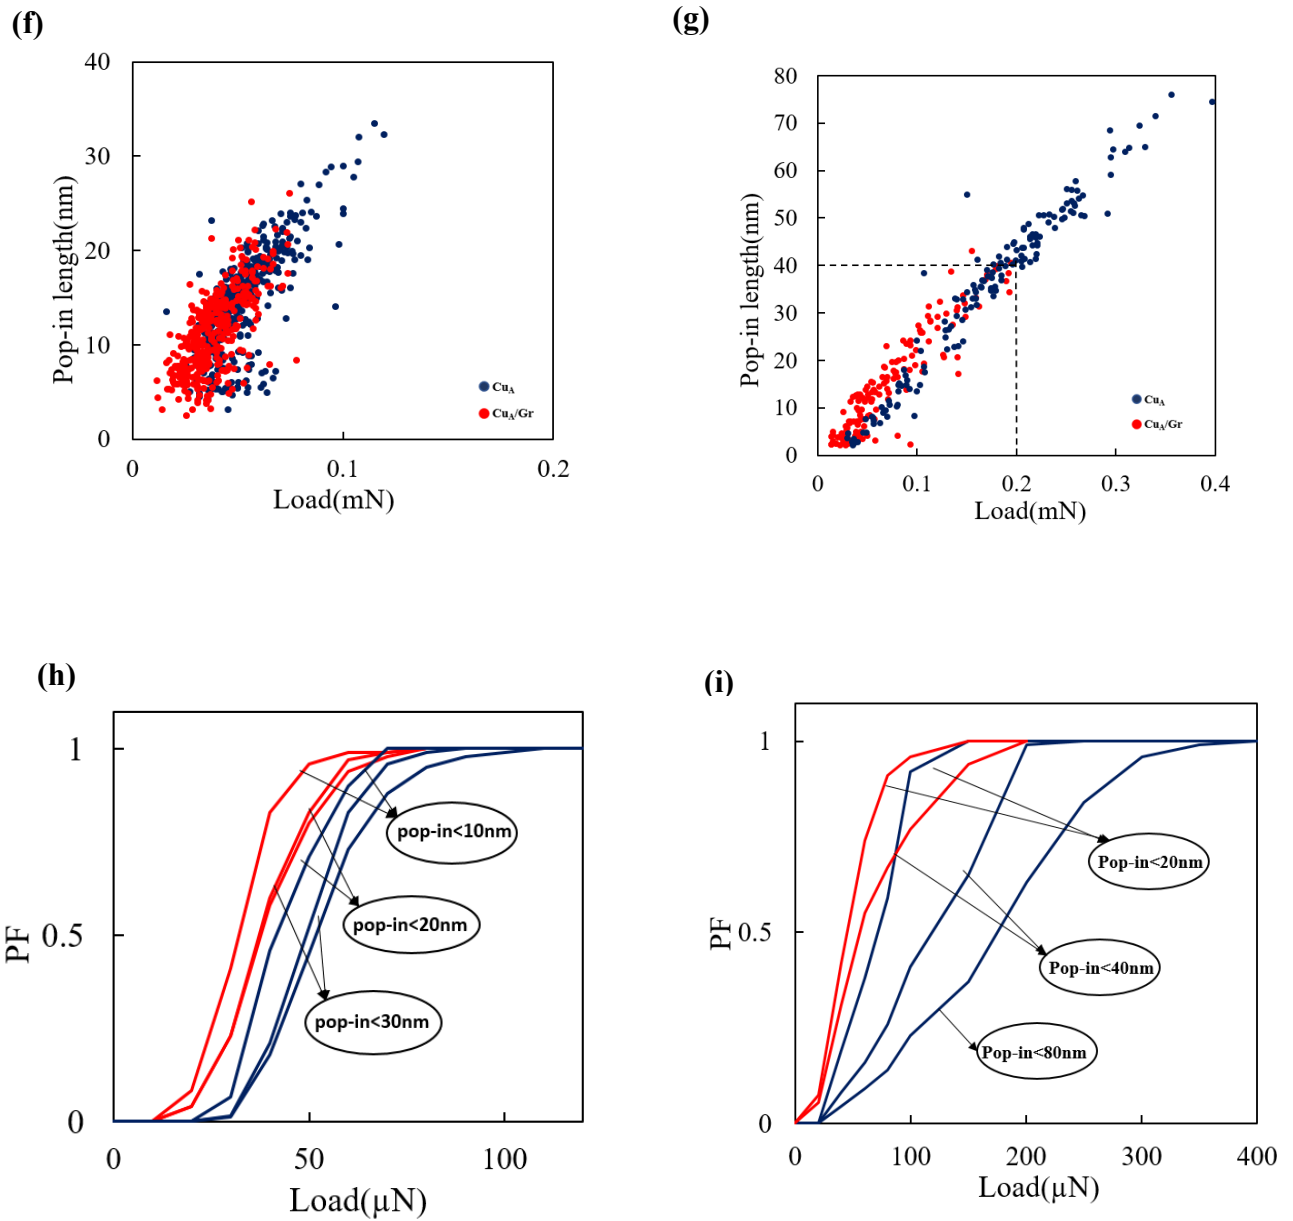 (f)
40
30
20
10
0
0
0.1
0.2
Pop-in length(nm)
Load(mN)
Cu_A
Cu_A/Gr
(g)
80
70
60
50
40
30
20
10
0
0
0.1
0.2
0.3
0.4
Pop-in length(nm)
Load(mN)
Cu_A
Cu_A/Gr
(h)
1
0.5
0
0
50
100
PF
Load(μN)
pop-in<10nm
pop-in<20nm
pop-in<30nm
(i)
1
0.5
0
0
100
200
300
400
PF
Load(μN)
Pop-in<20nm
Pop-in<40nm
Pop-in<80nm